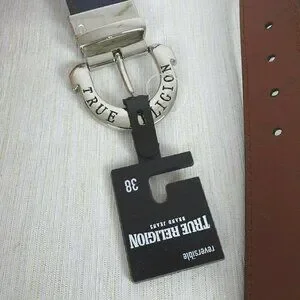 TRUE RELIGION
38
TRUE RELIGION
BRAND JEANS
reversible